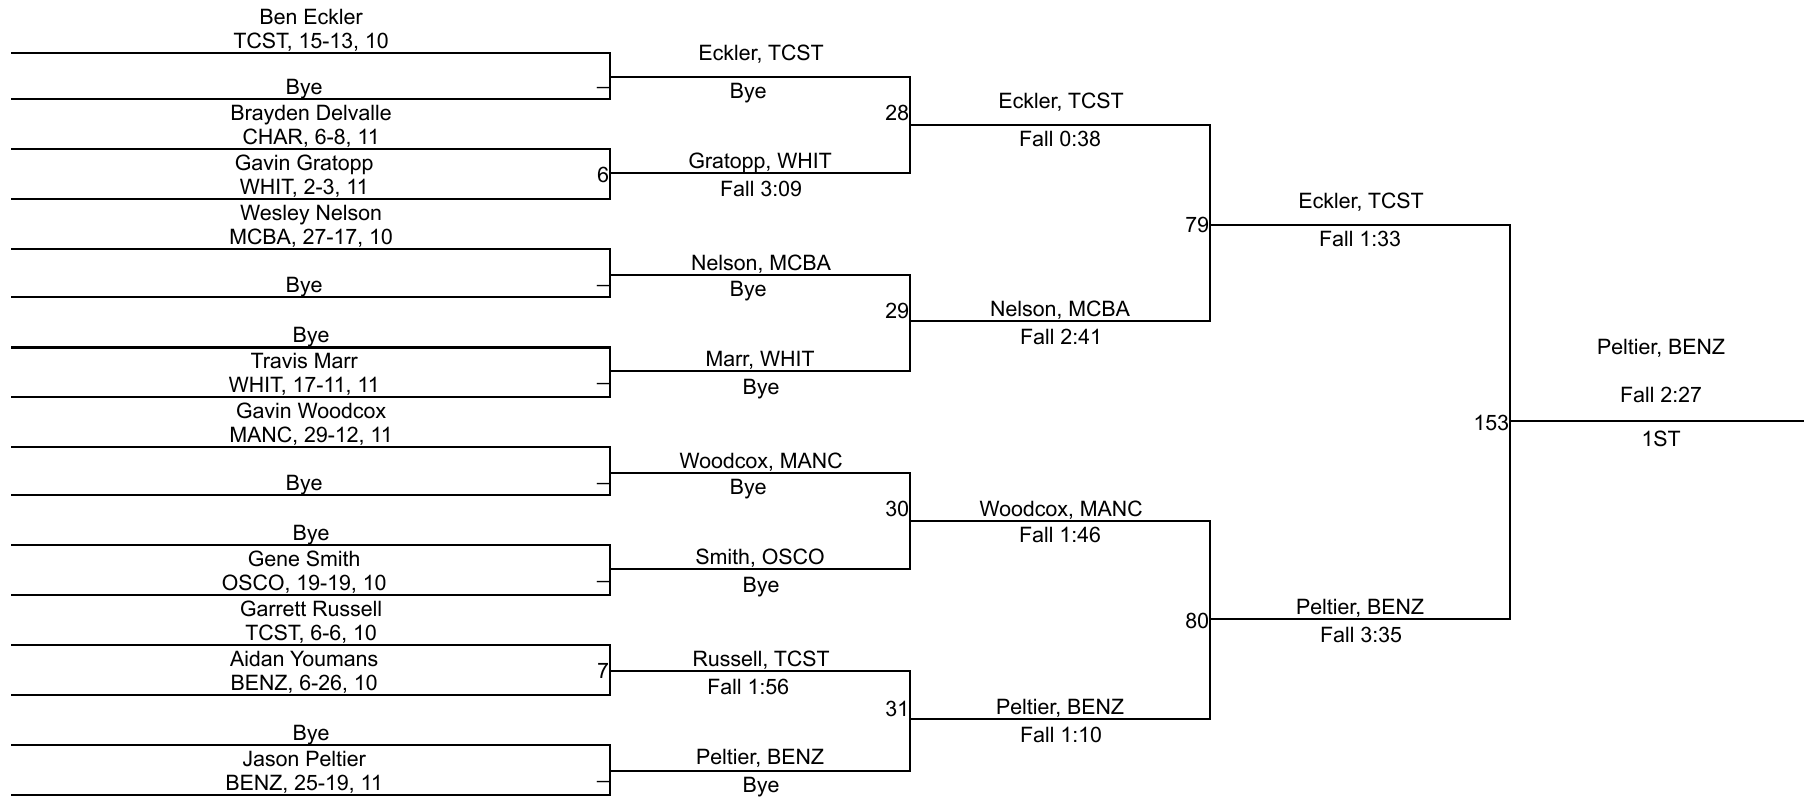 Ben Eckler
TCST, 15-13, 10
Bye
Brayden Delvalle
CHAR, 6-8, 11
Gavin Gratopp
WHIT, 2-3, 11
Wesley Nelson
MCBA, 27-17, 10
Bye
Bye
Travis Marr
WHIT, 17-11, 11
Gavin Woodcox
MANC, 29-12, 11
Bye
Bye
Gene Smith
OSCO, 19-19, 10
Garrett Russell
TCST, 6-6, 10
Aidan Youmans
BENZ, 6-26, 10
Bye
Jason Peltier
BENZ, 25-19, 11
6
7
Eckler, TCST
Bye
Gratopp, WHIT
Fall 3:09
Nelson, MCBA
Bye
Marr, WHIT
Bye
Woodcox, MANC
Bye
Smith, OSCO
Bye
Russell, TCST
Fall 1:56
Peltier, BENZ
Bye
28
29
30
31
Eckler, TCST
Fall 0:38
Nelson, MCBA
Fall 2:41
Woodcox, MANC
Fall 1:46
Peltier, BENZ
Fall 1:10
79
80
Eckler, TCST
Fall 1:33
Peltier, BENZ
Fall 3:35
153
Peltier, BENZ
Fall 2:27
1ST